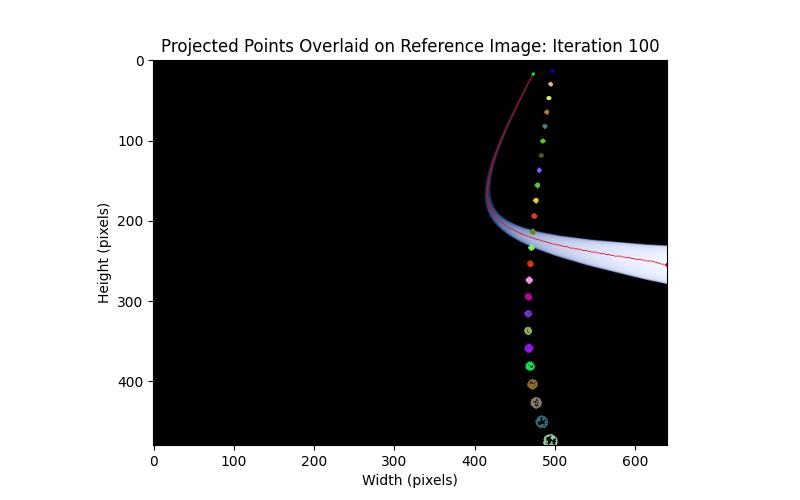 Projected Points Overlaid on Reference Image: Iteration 100
0
100
200
300
400
Height (pixels)
0 100 200 300 400 500 600
Width (pixels)